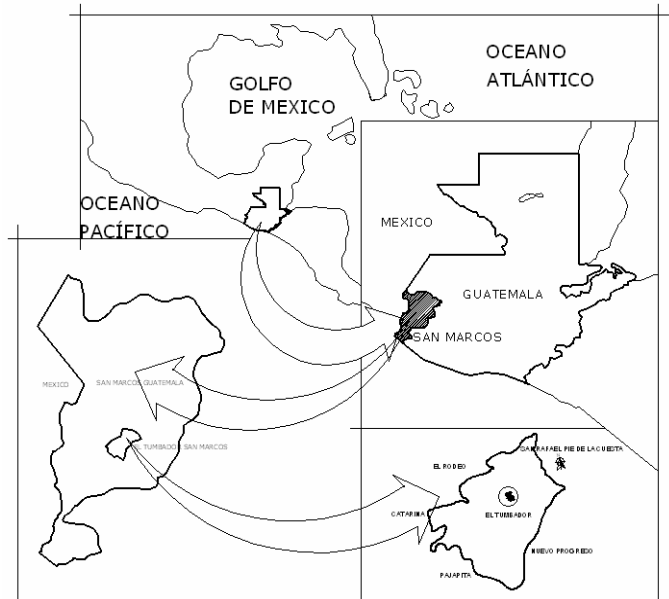 OCEANO
ATLÁNTICO
GOLFO
DE MEXICO
OCEANO
PACÍFICO
MEXICO
GUATEMALA
SAN MARCOS
MEXICO
SAN MARCOS GUATEMALA
EL TUMBADOR SAN MARCOS
SAN RAFAEL PIE DE LA CUESTA
EL RODEO
CATARINA
EL TUMBADOR
NUEVO PROGRESO
PAJAPITA